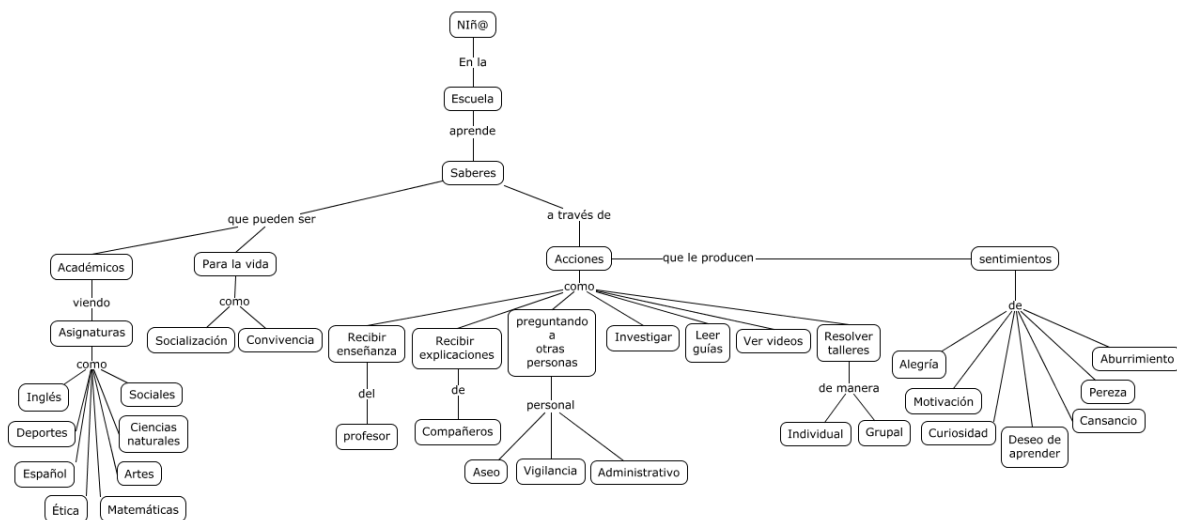 NIñ@
En la
Escuela
aprende
Saberes
que pueden ser
a través de
Académicos
Para la vida
Acciones
que le producen
sentimientos
viendo
como
como
de
Asignaturas
Socialización
Convivencia
Recibir
enseñanza
Recibir
explicaciones
preguntando
a
otras
personas
Investigar
Leer
guías
Ver videos
Resolver
talleres
como
del
de
personal
de manera
Inglés
Sociales
Deportes
Ciencias
naturales
Español
Artes
Ética
Matemáticas
profesor
Compañeros
Aseo
Vigilancia
Administrativo
Individual
Grupal
Alegría
Motivación
Curiosidad
Deseo de
aprender
Cansancio
Pereza
Aburrimiento